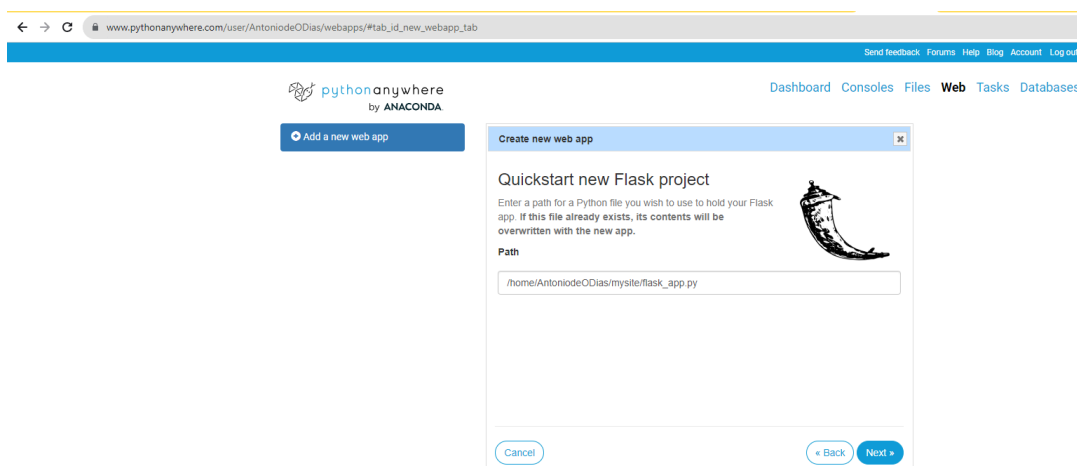 www.pythonanywhere.com/user/AntoniodeODias/webapps/#tab_id_new_webapp_tab
Send feedback Forums Help Blog Account Log out
pythonanywhere
by ANACONDA.
Dashboard Consoles Files Web Tasks Databases
Add a new web app
Create new web app
Quickstart new Flask project
Enter a path for a Python file you wish to use to hold your Flask
app. If this file already exists, its contents will be
overwritten with the new app.
Path
/home/AntoniodeODias/mysite/flask_app.py
Cancel
« Back
Next »